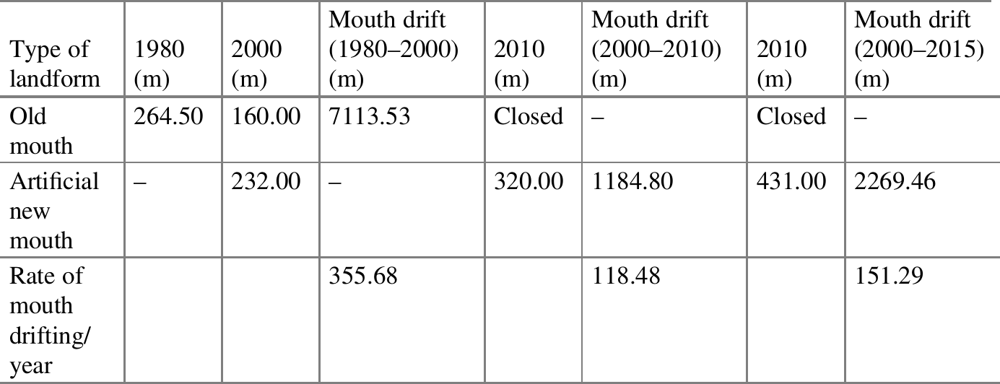 Type of landform | 1980 (m) | 2000 (m) | Mouth drift (1980–2000) (m) | 2010 (m) | Mouth drift (2000–2010) (m) | 2010 (m) | Mouth drift (2000–2015) (m)
Old mouth | 264.50 | 160.00 | 7113.53 | Closed | – | Closed | –
Artificial new mouth | – | 232.00 | – | 320.00 | 1184.80 | 431.00 | 2269.46
Rate of mouth drifting/ year | | | 355.68 | | 118.48 | | 151.29